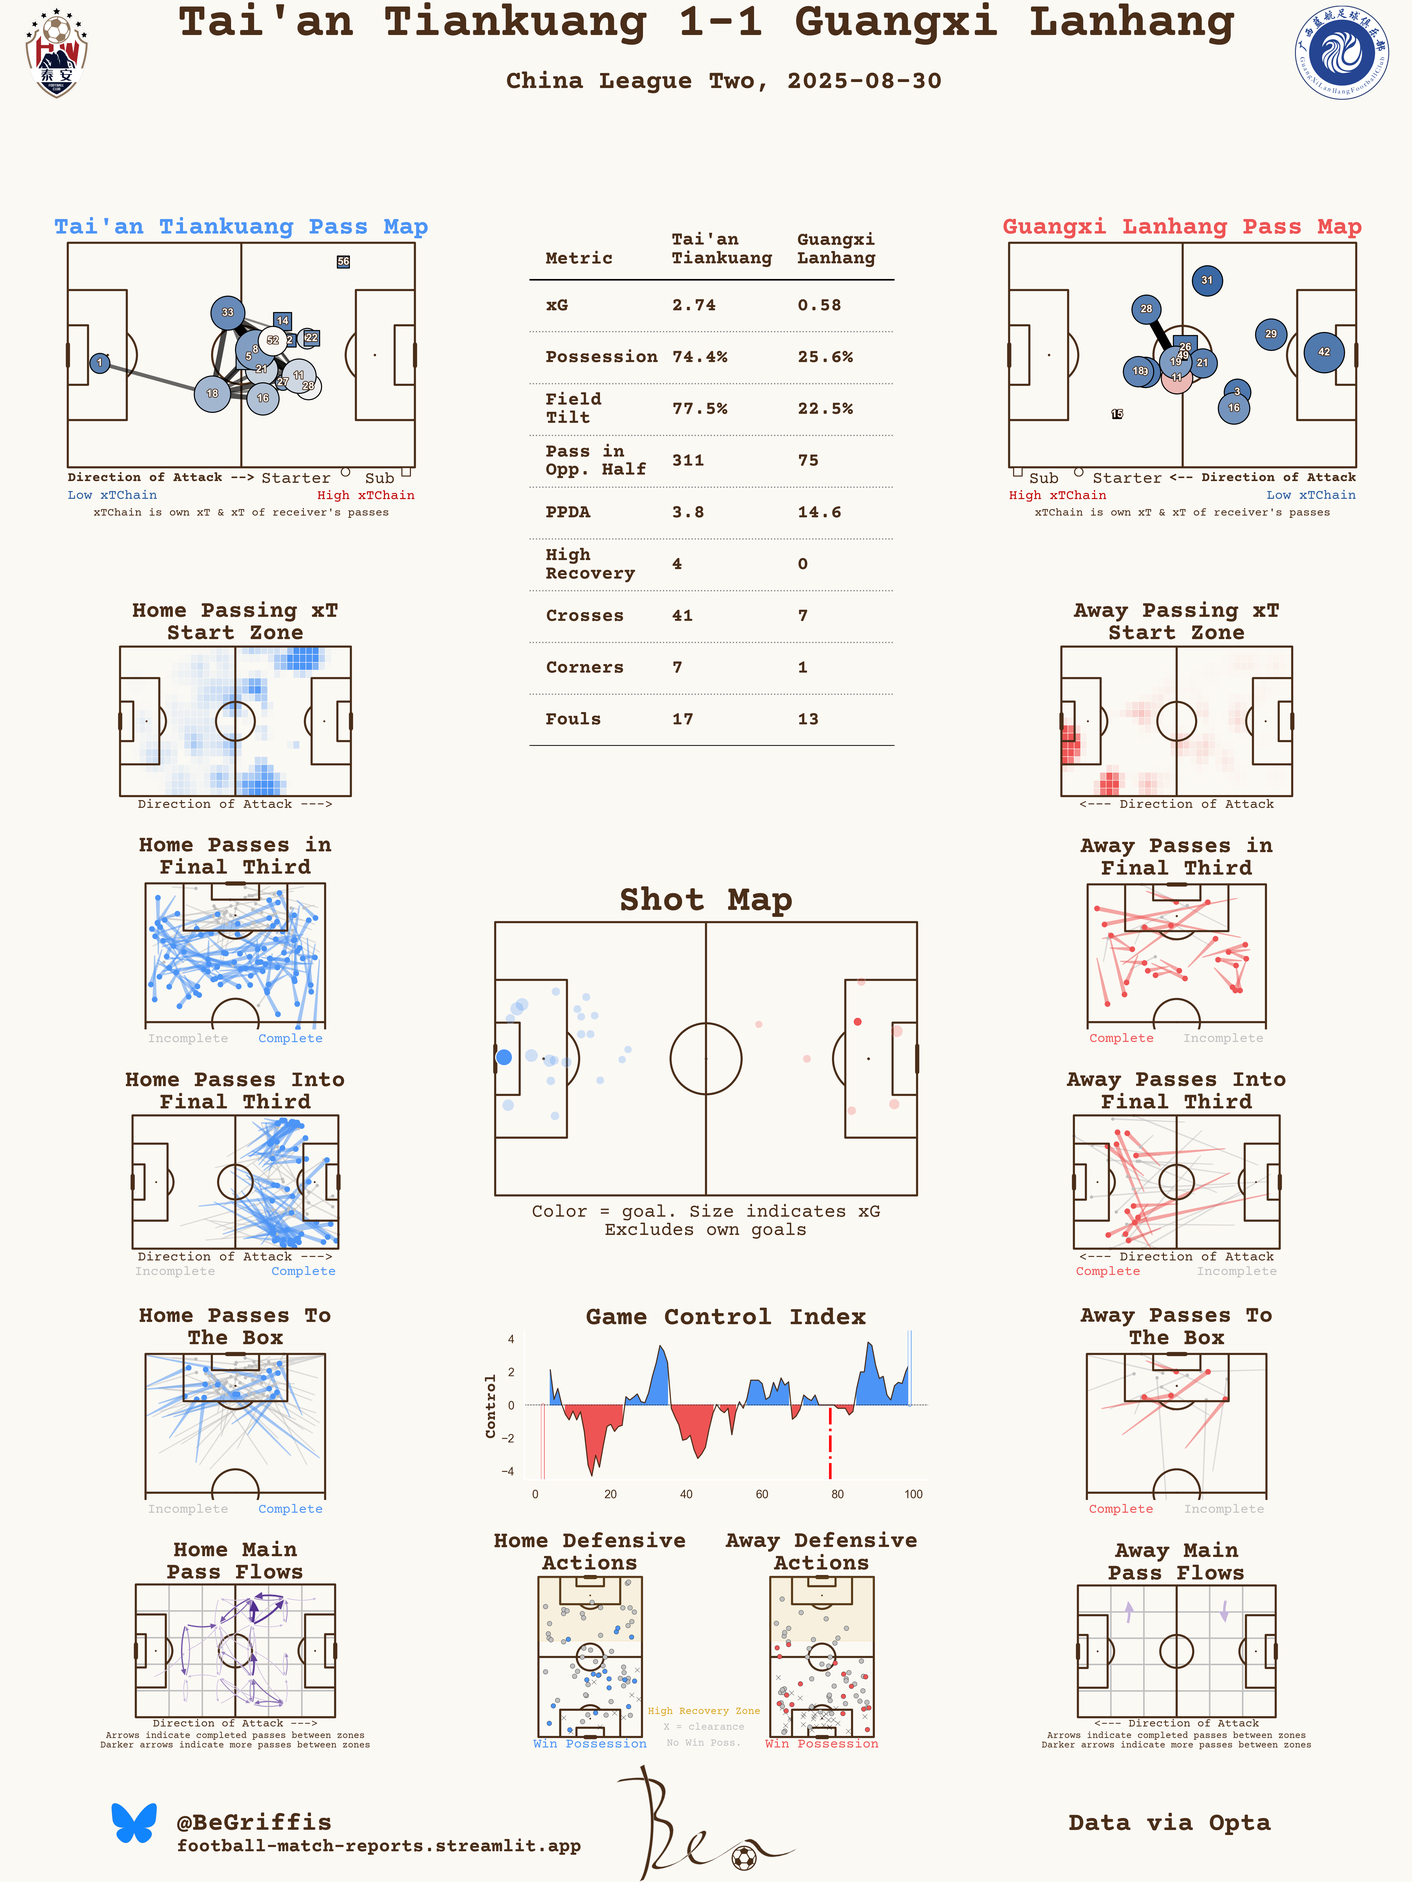 Tai'an Tiankuang 1-1 Guangxi Lanhang
China League Two, 2025-08-30
泰安
广西蓝航足球俱乐部
GuangXiLanHangFootballClub
Tai'an Tiankuang Pass Map
56
33
14
22
52
8
5
21
11
27
28
1
18
16
Direction of Attack --> Starter Sub
Low xTChain High xTChain
xTChain is own xT & xT of receiver's passes
Metric Tai'an Tiankuang Guangxi Lanhang
xG 2.74 0.58
Possession 74.4% 25.6%
Field Tilt 77.5% 22.5%
Pass in Opp. Half 311 75
PPDA 3.8 14.6
High Recovery 4 0
Crosses 41 7
Corners 7 1
Fouls 17 13
Guangxi Lanhang Pass Map
31
28
29
42
26
49
19
21
18
11
3
16
15
Sub Starter <-- Direction of Attack
High xTChain Low xTChain
xTChain is own xT & xT of receiver's passes
Home Passing xT
Start Zone
Direction of Attack --->
Away Passing xT
Start Zone
<--- Direction of Attack
Home Passes in
Final Third
Incomplete Complete
Away Passes in
Final Third
Complete Incomplete
Shot Map
Color = goal. Size indicates xG
Excludes own goals
Home Passes Into
Final Third
Direction of Attack --->
Incomplete Complete
Away Passes Into
Final Third
<--- Direction of Attack
Complete Incomplete
Home Passes To
The Box
Incomplete Complete
Game Control Index
Control
4
2
0
−2
−4
0 20 40 60 80 100
Away Passes To
The Box
Complete Incomplete
Home Main
Pass Flows
Direction of Attack --->
Arrows indicate completed passes between zones
Darker arrows indicate more passes between zones
Home Defensive
Actions
Win Possession
High Recovery Zone
X = clearance
No Win Poss.
Away Defensive
Actions
Win Possession
Away Main
Pass Flows
<--- Direction of Attack
Arrows indicate completed passes between zones
Darker arrows indicate more passes between zones
@BeGriffis
football-match-reports.streamlit.app
Ben
Data via Opta